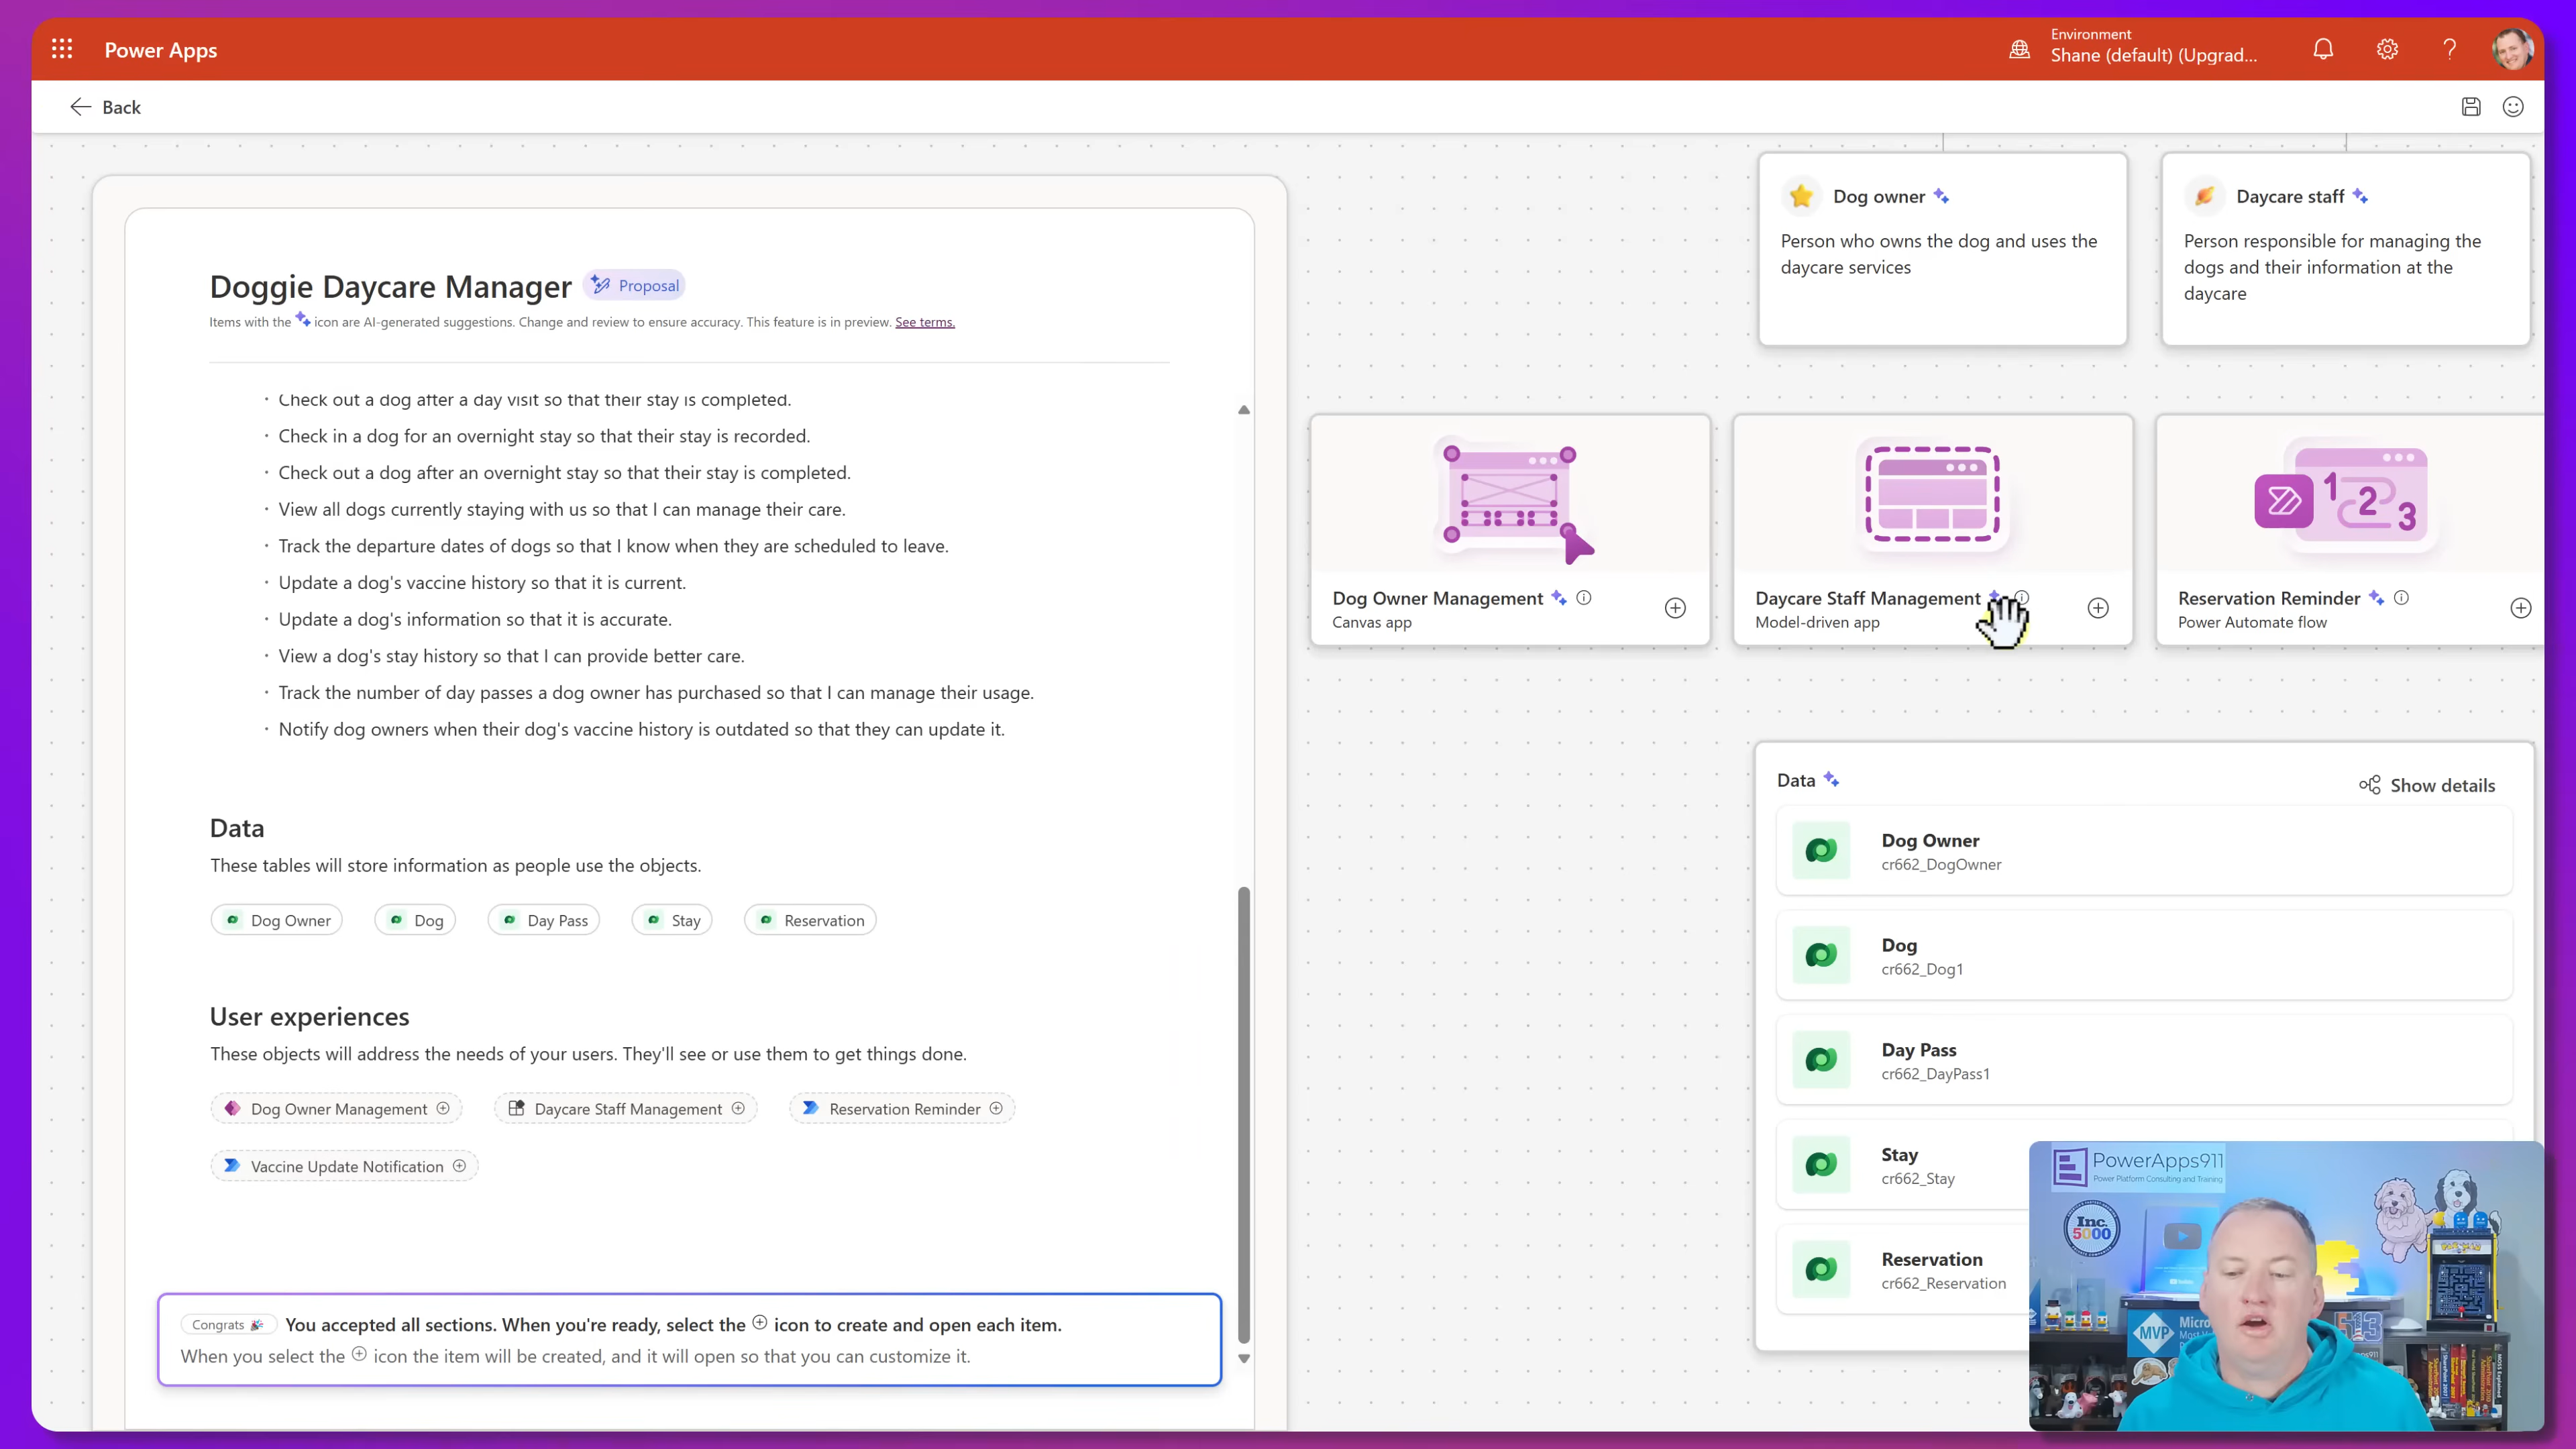 Power Apps
Environment
Shane (default) (Upgrad...
Back
Doggie Daycare Manager
Proposal
Items with the icon are AI-generated suggestions. Change and review to ensure accuracy. This feature is in preview. See terms.
· Check out a dog after a day visit so that their stay is completed.
· Check in a dog for an overnight stay so that their stay is recorded.
· Check out a dog after an overnight stay so that their stay is completed.
· View all dogs currently staying with us so that I can manage their care.
· Track the departure dates of dogs so that I know when they are scheduled to leave.
· Update a dog's vaccine history so that it is current.
· Update a dog's information so that it is accurate.
· View a dog's stay history so that I can provide better care.
· Track the number of day passes a dog owner has purchased so that I can manage their usage.
· Notify dog owners when their dog's vaccine history is outdated so that they can update it.
Data
These tables will store information as people use the objects.
Dog Owner
Dog
Day Pass
Stay
Reservation
User experiences
These objects will address the needs of your users. They'll see or use them to get things done.
Dog Owner Management
Daycare Staff Management
Reservation Reminder
Vaccine Update Notification
Congrats
You accepted all sections. When you're ready, select the icon to create and open each item.
When you select the icon the item will be created, and it will open so that you can customize it.
Dog owner
Person who owns the dog and uses the
daycare services
Daycare staff
Person responsible for managing the
dogs and their information at the
daycare
Dog Owner Management
Canvas app
Daycare Staff Management
Model-driven app
1 2 3
Reservation Reminder
Power Automate flow
Data
Show details
Dog Owner
cr662_DogOwner
Dog
cr662_Dog1
Day Pass
cr662_DayPass1
Stay
cr662_Stay
Reservation
cr662_Reservation
PowerApps911
Power Platform Consulting and Training
Inc.
5000
MVP
Micro
Most V
513